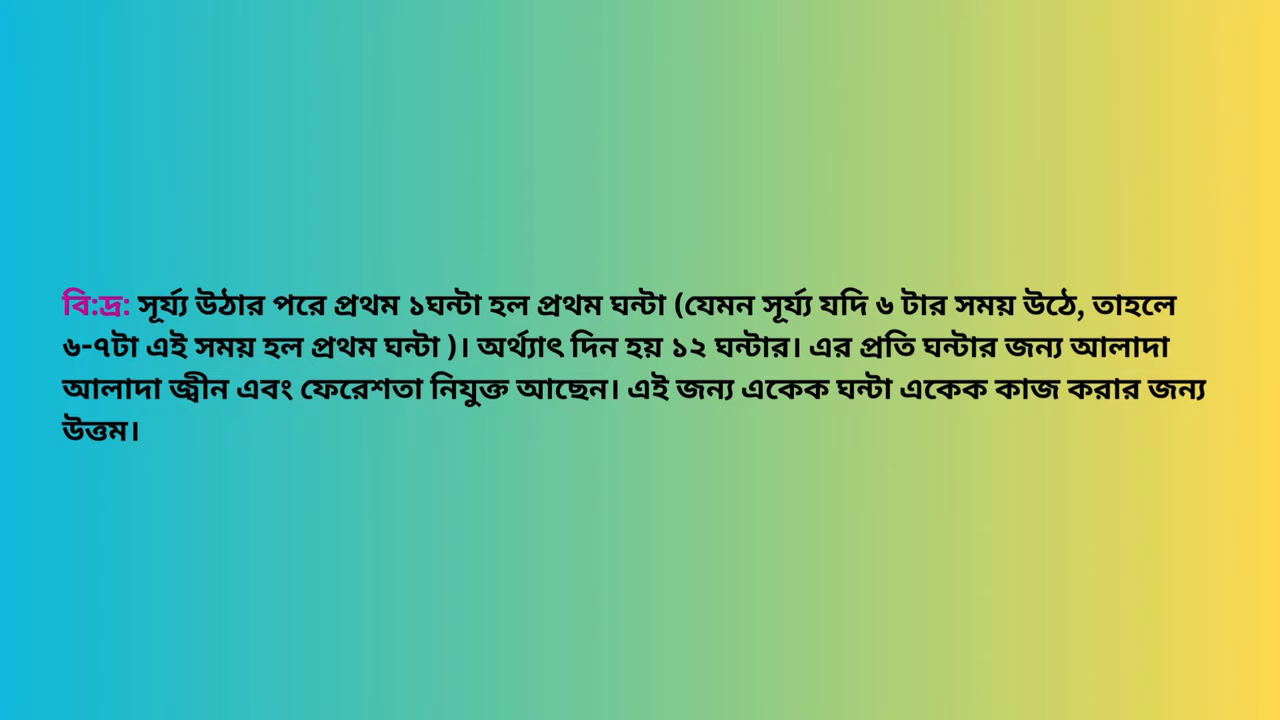 বি:দ্র: সূর্য্য উঠার পরে প্রথম ১ঘন্টা হল প্রথম ঘন্টা (যেমন সূর্য্য যদি ৬ টার সময় উঠে, তাহলে
৬-৭টা এই সময় হল প্রথম ঘন্টা )। অর্থ্যাৎ দিন হয় ১২ ঘন্টার। এর প্রতি ঘন্টার জন্য আলাদা
আলাদা জ্বীন এবং ফেরেশতা নিযুক্ত আছেন। এই জন্য একেক ঘন্টা একেক কাজ করার জন্য
উত্তম।